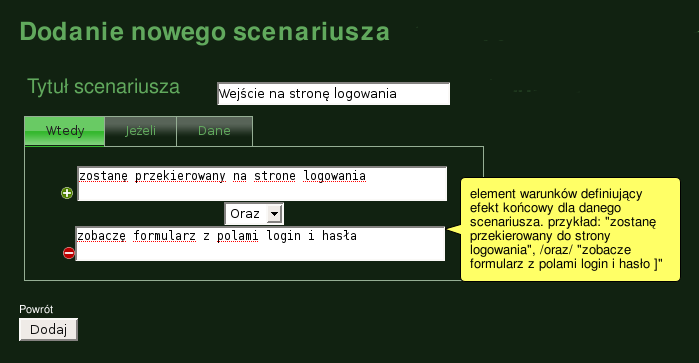 Dodanie nowego scenariusza
Tytuł scenariusza
Wejście na stronę logowania
Wtedy
Jeżeli
Dane
zostanę przekierowany na strone logowania
Oraz
zobaczę formularz z polami login i hasła
element warunków definiujący
efekt końcowy dla danego
scenariusza. przykład: "zostanę
przekierowany do strony
logowania", /oraz/ "zobacze
formularz z polami login i hasło ]"
Powrót
Dodaj